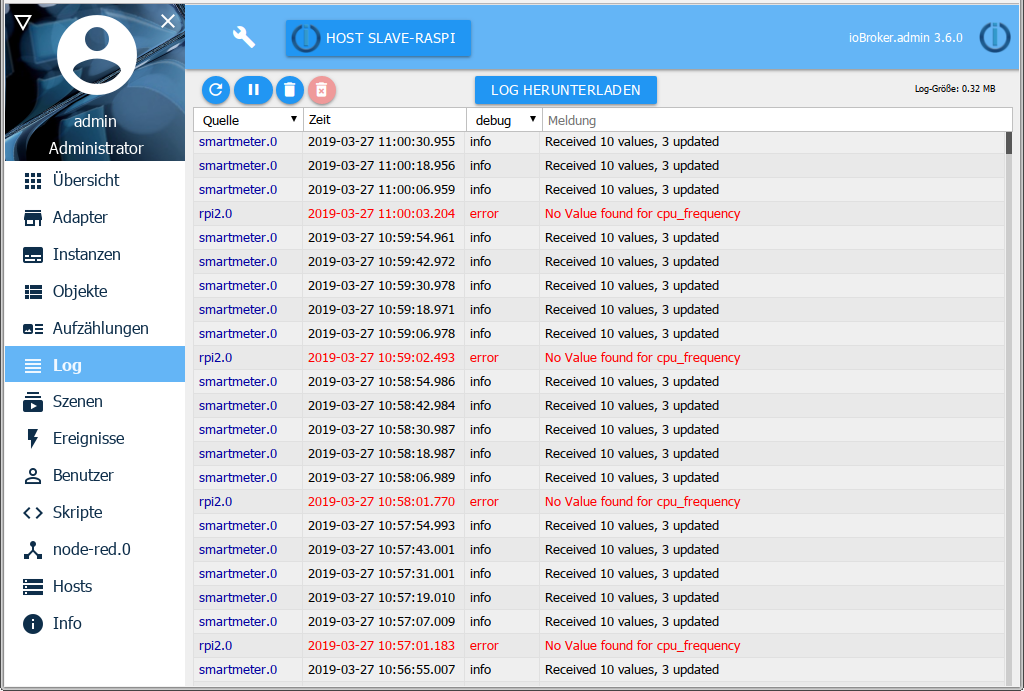 admin
Administrator
Übersicht
Adapter
Instanzen
Objekte
Aufzählungen
Log
Szenen
Ereignisse
Benutzer
Skripte
node-red.0
Hosts
Info
HOST SLAVE-RASPI
ioBroker.admin 3.6.0
LOG HERUNTERLADEN
Log-Größe: 0.32 MB
Quelle Zeit debug Meldung
smartmeter.0 2019-03-27 11:00:30.955 info Received 10 values, 3 updated
smartmeter.0 2019-03-27 11:00:18.956 info Received 10 values, 3 updated
smartmeter.0 2019-03-27 11:00:06.959 info Received 10 values, 3 updated
rpi2.0 2019-03-27 11:00:03.204 error No Value found for cpu_frequency
smartmeter.0 2019-03-27 10:59:54.961 info Received 10 values, 3 updated
smartmeter.0 2019-03-27 10:59:42.972 info Received 10 values, 3 updated
smartmeter.0 2019-03-27 10:59:30.978 info Received 10 values, 3 updated
smartmeter.0 2019-03-27 10:59:18.971 info Received 10 values, 3 updated
smartmeter.0 2019-03-27 10:59:06.978 info Received 10 values, 3 updated
rpi2.0 2019-03-27 10:59:02.493 error No Value found for cpu_frequency
smartmeter.0 2019-03-27 10:58:54.986 info Received 10 values, 3 updated
smartmeter.0 2019-03-27 10:58:42.984 info Received 10 values, 3 updated
smartmeter.0 2019-03-27 10:58:30.987 info Received 10 values, 3 updated
smartmeter.0 2019-03-27 10:58:18.987 info Received 10 values, 3 updated
smartmeter.0 2019-03-27 10:58:06.989 info Received 10 values, 3 updated
rpi2.0 2019-03-27 10:58:01.770 error No Value found for cpu_frequency
smartmeter.0 2019-03-27 10:57:54.993 info Received 10 values, 3 updated
smartmeter.0 2019-03-27 10:57:43.001 info Received 10 values, 3 updated
smartmeter.0 2019-03-27 10:57:31.001 info Received 10 values, 3 updated
smartmeter.0 2019-03-27 10:57:19.010 info Received 10 values, 3 updated
smartmeter.0 2019-03-27 10:57:07.009 info Received 10 values, 3 updated
rpi2.0 2019-03-27 10:57:01.183 error No Value found for cpu_frequency
smartmeter.0 2019-03-27 10:56:55.007 info Received 10 values, 3 updated